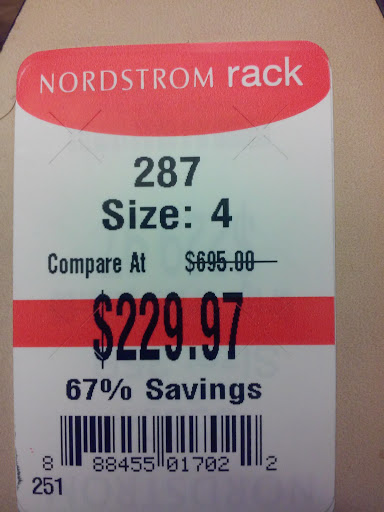 NORDSTROM rack
287
Size: 4
Compare At $695.00
$229.97
67% Savings
8 88455 01702 2
251